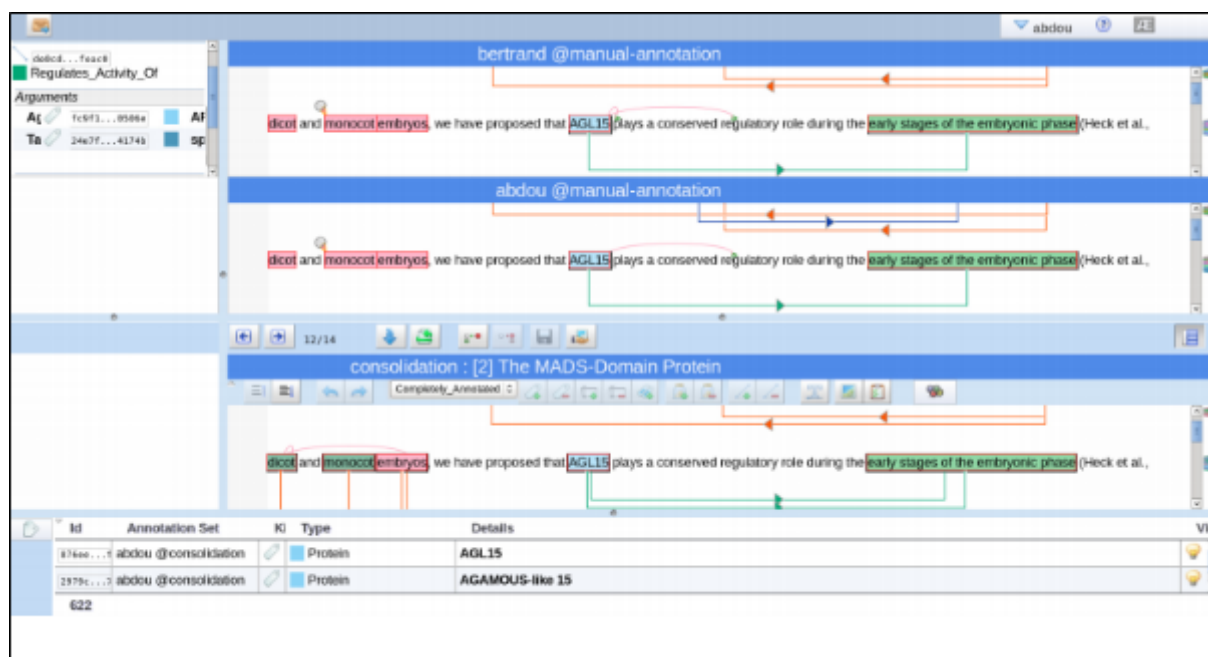 abdou
de8cd...feac8
Regulates_Activity_Of
Arguments
24e7f...4174b
bertrand @manual-annotation
dicot and monocot embryos, we have proposed that AGL15 plays a conserved regulatory role during the early stages of the embryonic phase (Heck et al.,
abdou @manual-annotation
dicot and monocot embryos, we have proposed that AGL15 plays a conserved regulatory role during the early stages of the embryonic phase (Heck et al.,
12/14
consolidation : [2] The MADS-Domain Protein
Completely_Annotated
dicot and monocot embryos, we have proposed that AGL15 plays a conserved regulatory role during the early stages of the embryonic phase (Heck et al.,
Id Annotation Set Type Details
abdou @consolidation Protein AGL15
abdou @consolidation Protein AGAMOUS-like 15
622